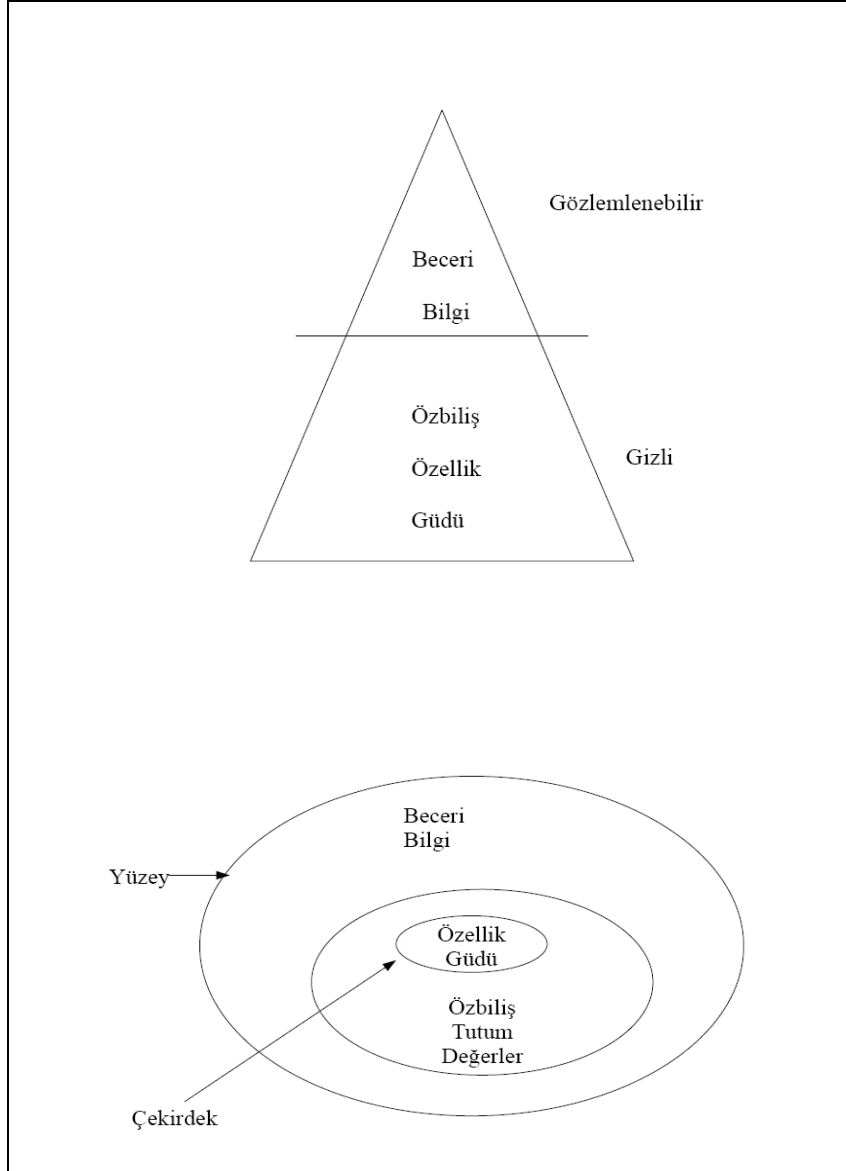 Gözlemlenebilir
Beceri
Bilgi
Özbiliş
Gizli
Özellik
Güdü
Beceri
Bilgi
Yüzey
Özellik
Güdü
Özbiliş
Tutum
Değerler
Çekirdek